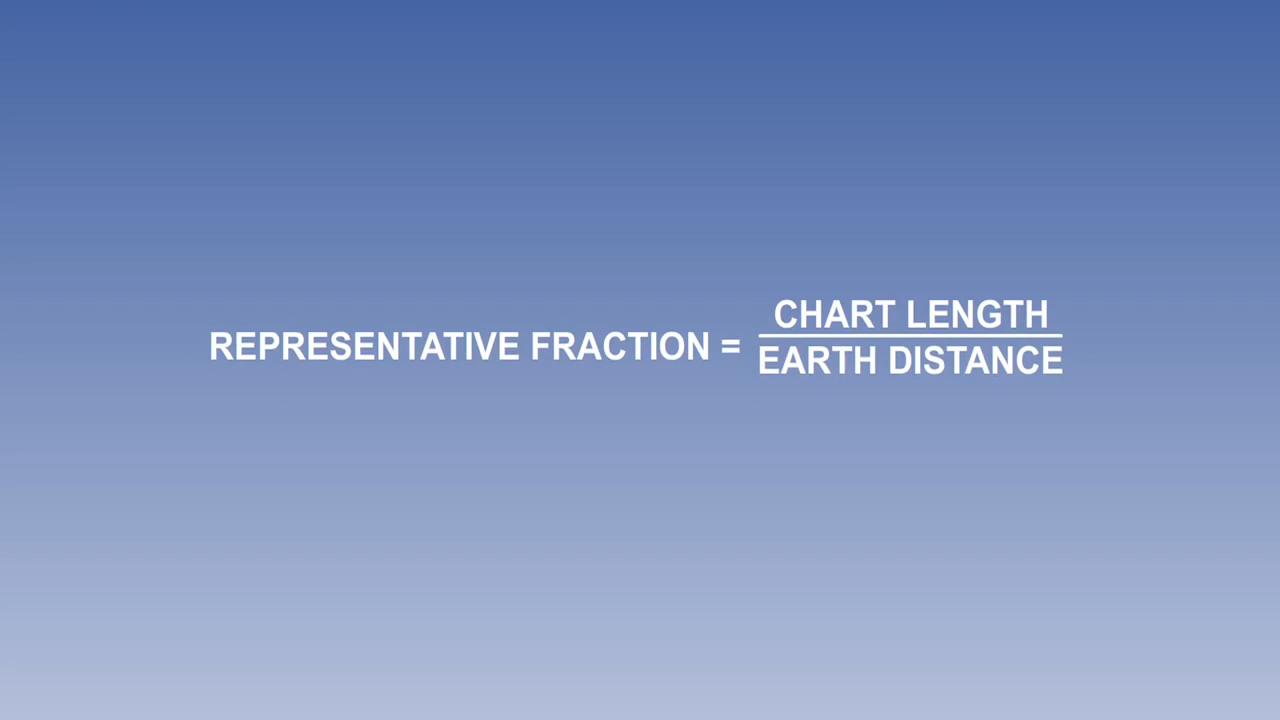 CHART LENGTH
REPRESENTATIVE FRACTION =
EARTH DISTANCE